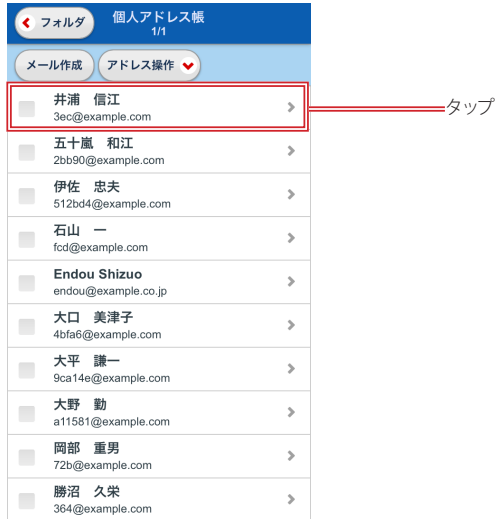 フォルダ
個人アドレス帳
1/1
メール作成
アドレス操作
井浦　信江
3ec@example.com
タップ
五十嵐　和江
2bb90@example.com
伊佐　忠夫
512bd4@example.com
石山　一
fcd@example.com
Endou Shizuo
endou@example.co.jp
大口　美津子
4bfa6@example.com
大平　謙一
9ca14e@example.com
大野　勤
a11581@example.com
岡部　重男
72b@example.com
勝沼　久栄
364@example.com